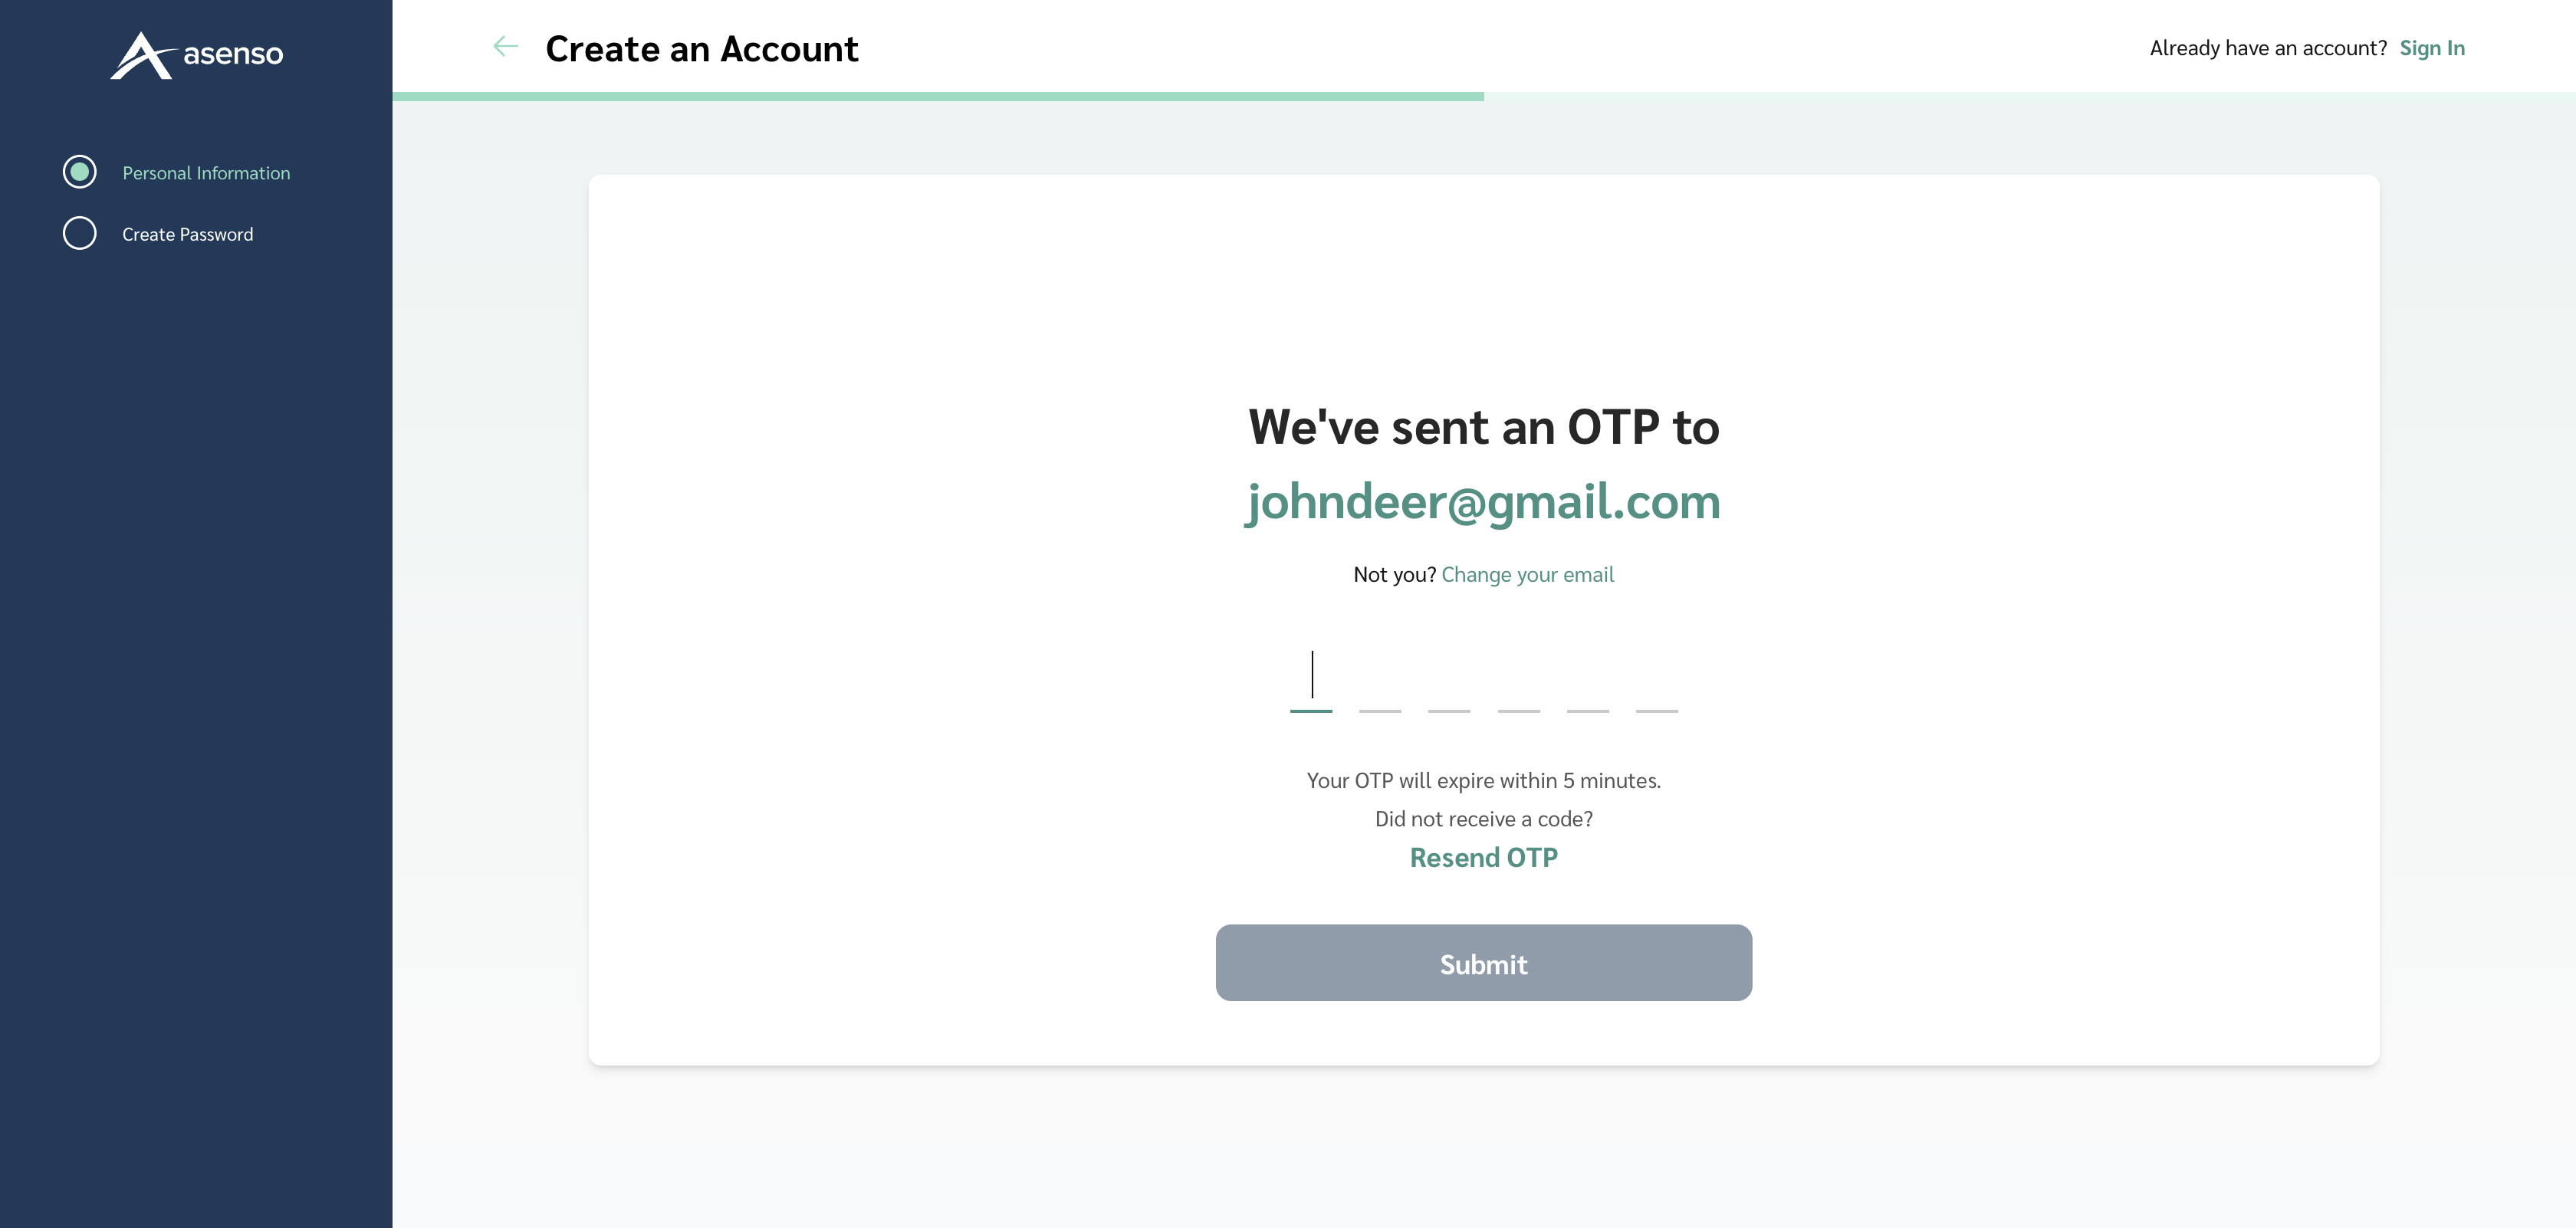 asenso
Personal Information
Create Password
Create an Account
Already have an account? Sign In
We've sent an OTP to
johndeer@gmail.com
Not you? Change your email
Your OTP will expire within 5 minutes.
Did not receive a code?
Resend OTP
Submit